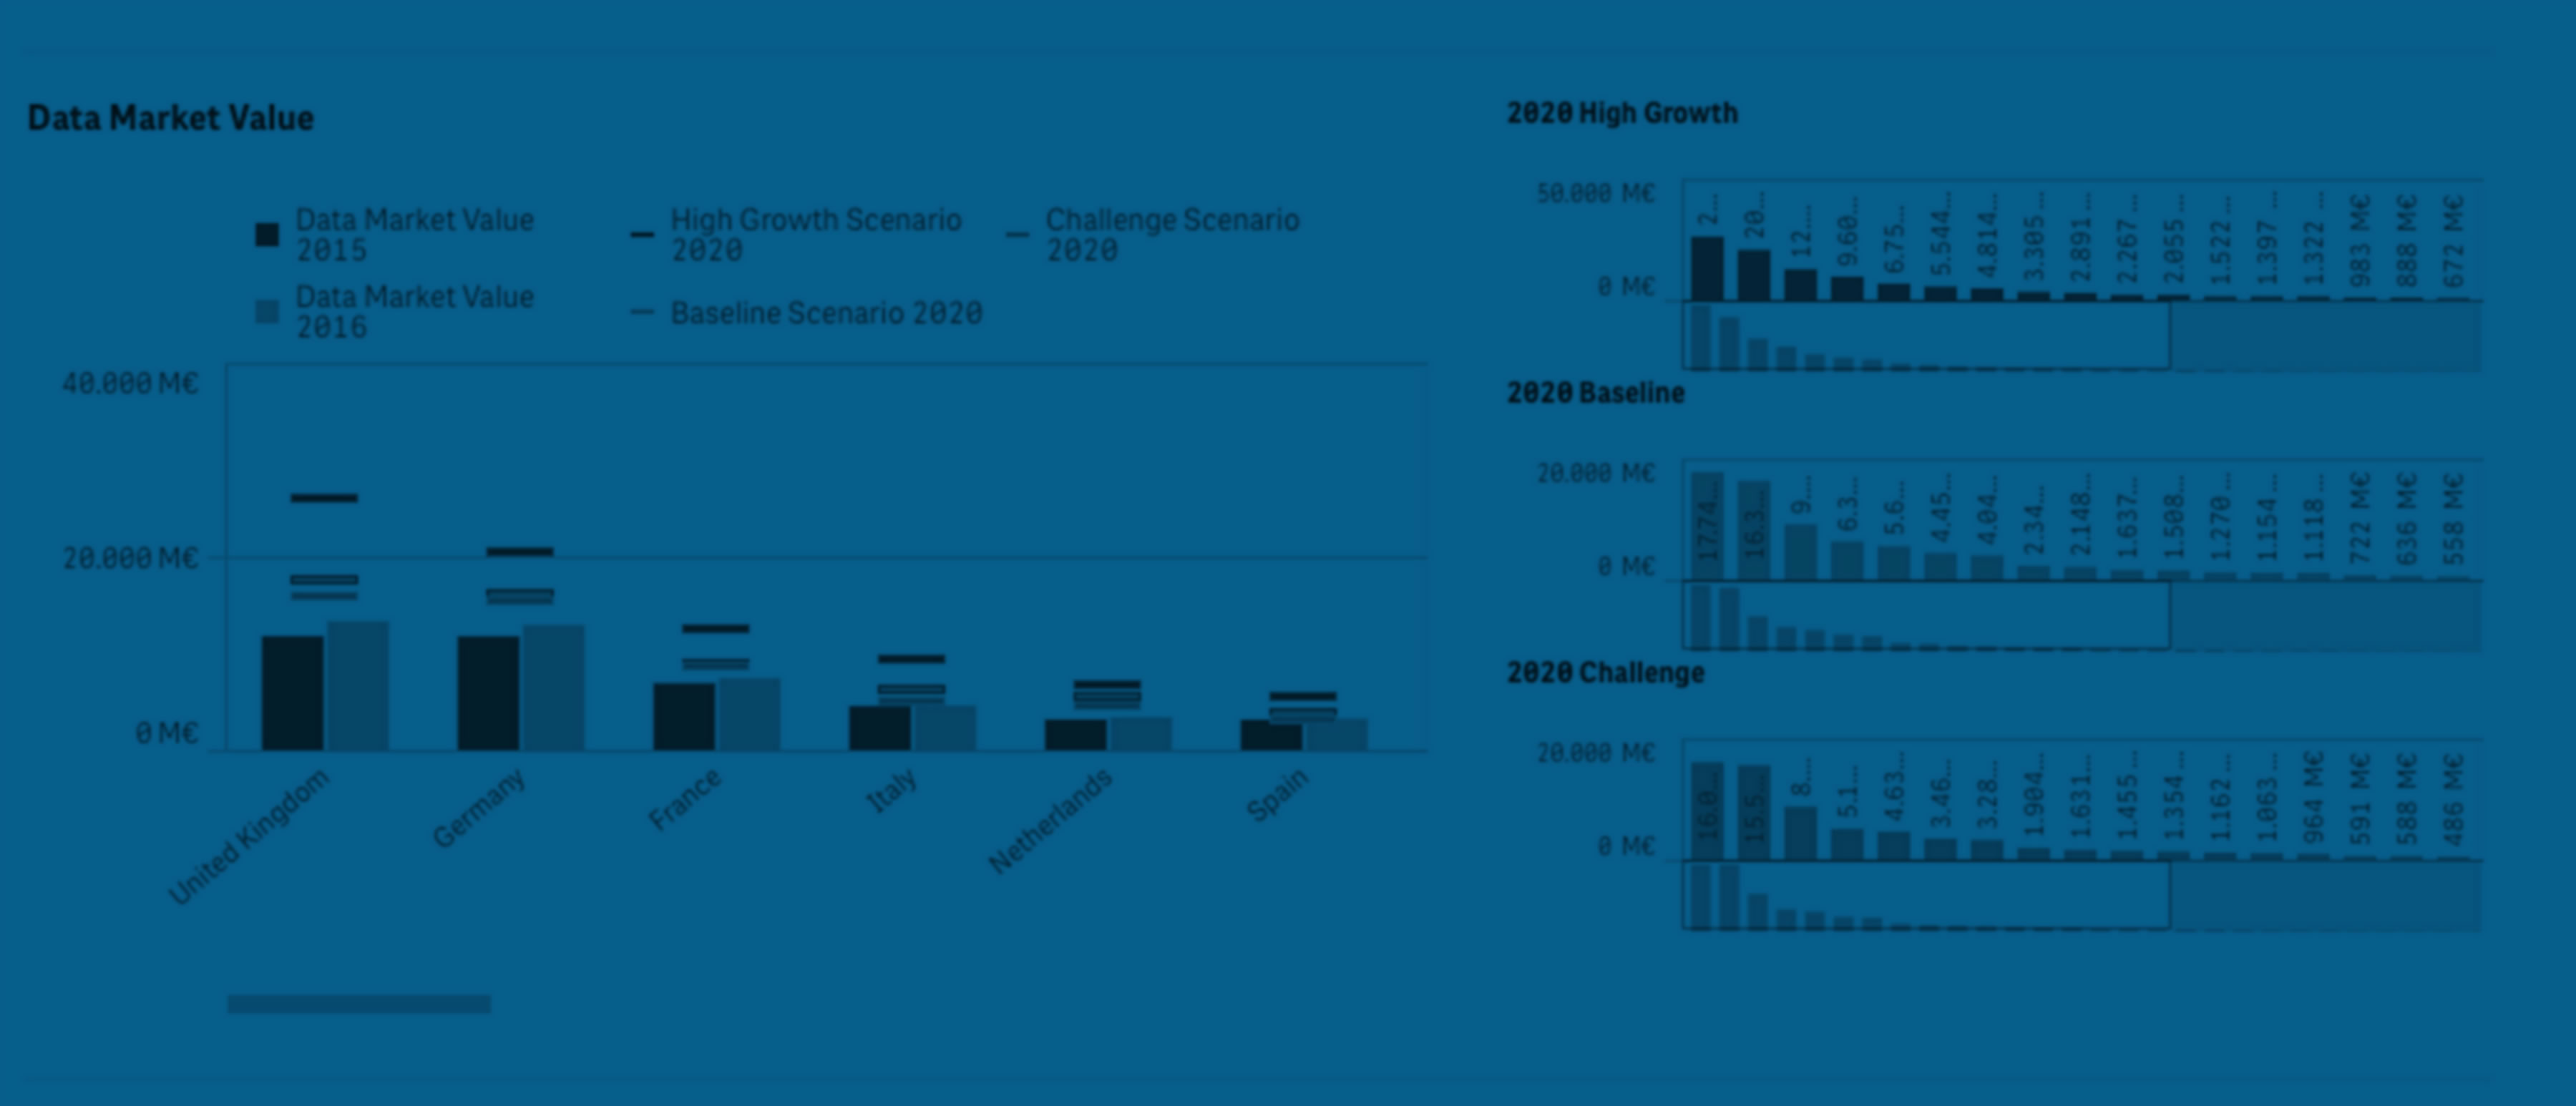 Data Market Value
Data Market Value
2015
High Growth Scenario
2020
Challenge Scenario
2020
Data Market Value
2016
Baseline Scenario 2020
40.000 M€
20.000 M€
0 M€
United Kingdom
Germany
France
Italy
Netherlands
Spain
2020 High Growth
50.000 M€
0 M€
2...
20...
12...
9.60...
6.75...
5.544...
4.814...
3.305 ...
2.891 ...
2.267 ...
2.055 ...
1.522 ...
1.397 ...
1.322 ...
983 M€
888 M€
672 M€
2020 Baseline
20.000 M€
0 M€
17.74...
16.3...
9....
6.3...
5.6...
4.45...
4.04...
2.34...
2.148...
1.637...
1.508...
1.270 ...
1.154 ...
1.118 ...
722 M€
636 M€
558 M€
2020 Challenge
20.000 M€
0 M€
16.0...
15.5...
8....
5.1...
4.63...
3.46...
3.28...
1.904...
1.631...
1.455 ...
1.354 ...
1.162 ...
1.063 ...
964 M€
591 M€
588 M€
486 M€